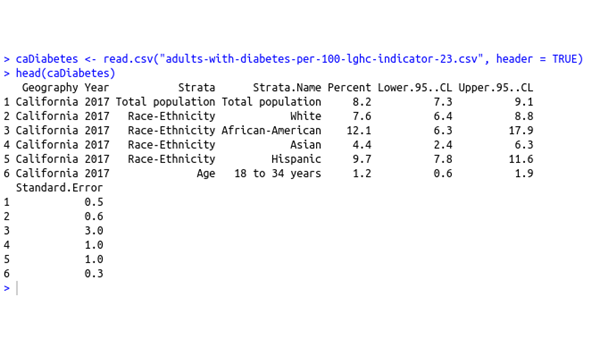 > caDiabetes <- read.csv("adults-with-diabetes-per-100-lghc-indicator-23.csv", header = TRUE)
> head(caDiabetes)
  Geography Year           Strata      Strata.Name Percent Lower.95..CL Upper.95..CL
1 California 2017 Total population Total population     8.2          7.3          9.1
2 California 2017   Race-Ethnicity            White     7.6          6.4          8.8
3 California 2017   Race-Ethnicity African-American    12.1          6.3         17.9
4 California 2017   Race-Ethnicity            Asian     4.4          2.4          6.3
5 California 2017   Race-Ethnicity         Hispanic     9.7          7.8         11.6
6 California 2017              Age   18 to 34 years     1.2          0.6          1.9
  Standard.Error
1            0.5
2            0.6
3            3.0
4            1.0
5            1.0
6            0.3
>